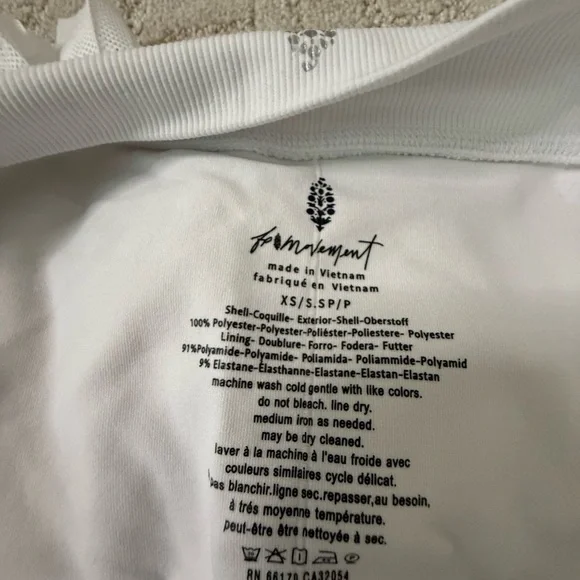 fp movement
made in Vietnam
fabriqué en Vietnam
XS/S.SP/P
Shell-Coquille- Exterior-Shell-Oberstoff
100% Polyester-Polyester-Poliéster-Poliestere- Polyester
Lining- Doublure- Forro- Fodera- Futter
91%Polyamide-Polyamide- Poliamida- Poliammide-Polyamid
9% Elastane-Élasthanne-Elastane-Elastan-Elastan
machine wash cold gentle with like colors.
do not bleach. line dry.
medium iron as needed.
may be dry cleaned.
laver à la machine à l'eau froide avec
couleurs similaires cycle délicat.
pas blanchir.ligne sec.repasser,au besoin,
à trés moyenne température.
peut-être être nettoyée à sec.
RN 66170 CA32054